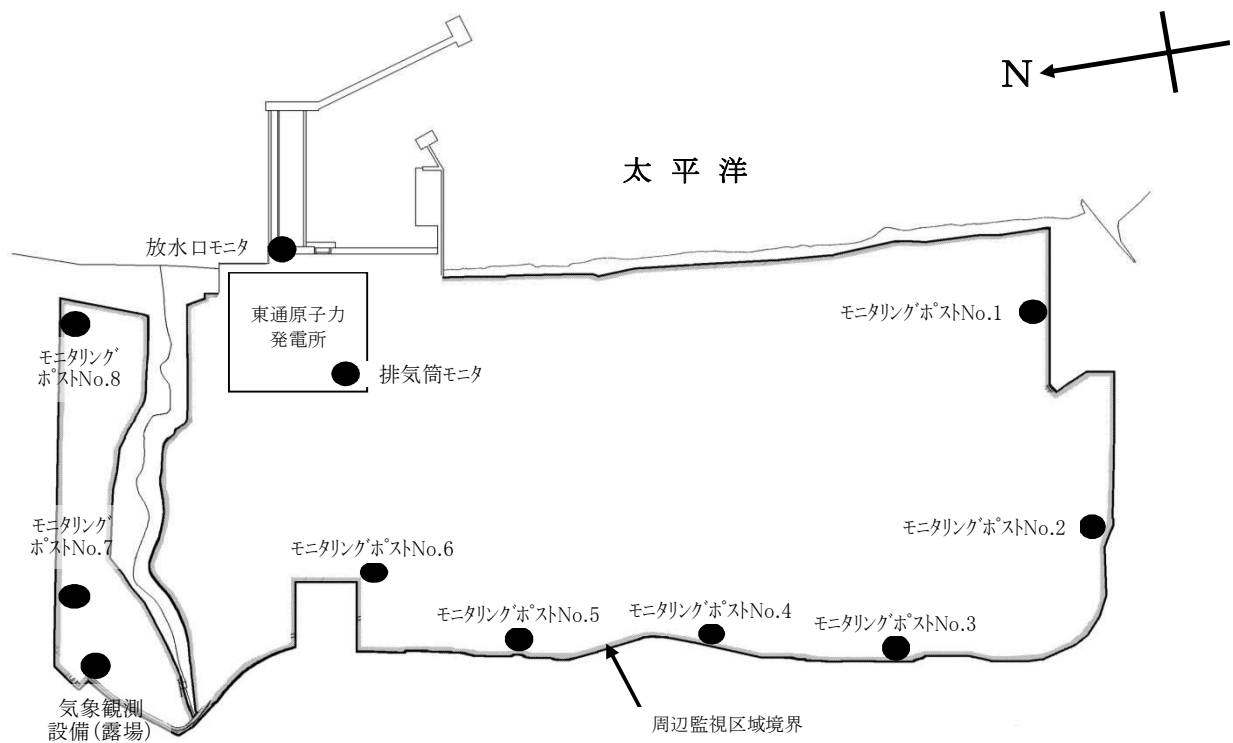 N
太平洋
放水口モニタ
東通原子力
発電所
モニタリングポストNo.1
モニタリング
ポストNo.8
排気筒モニタ
モニタリング
ポストNo.7
モニタリングポストNo.2
モニタリングポストNo.6
モニタリングポストNo.5
モニタリングポストNo.4
モニタリングポストNo.3
気象観測
設備(露場)
周辺監視区域境界